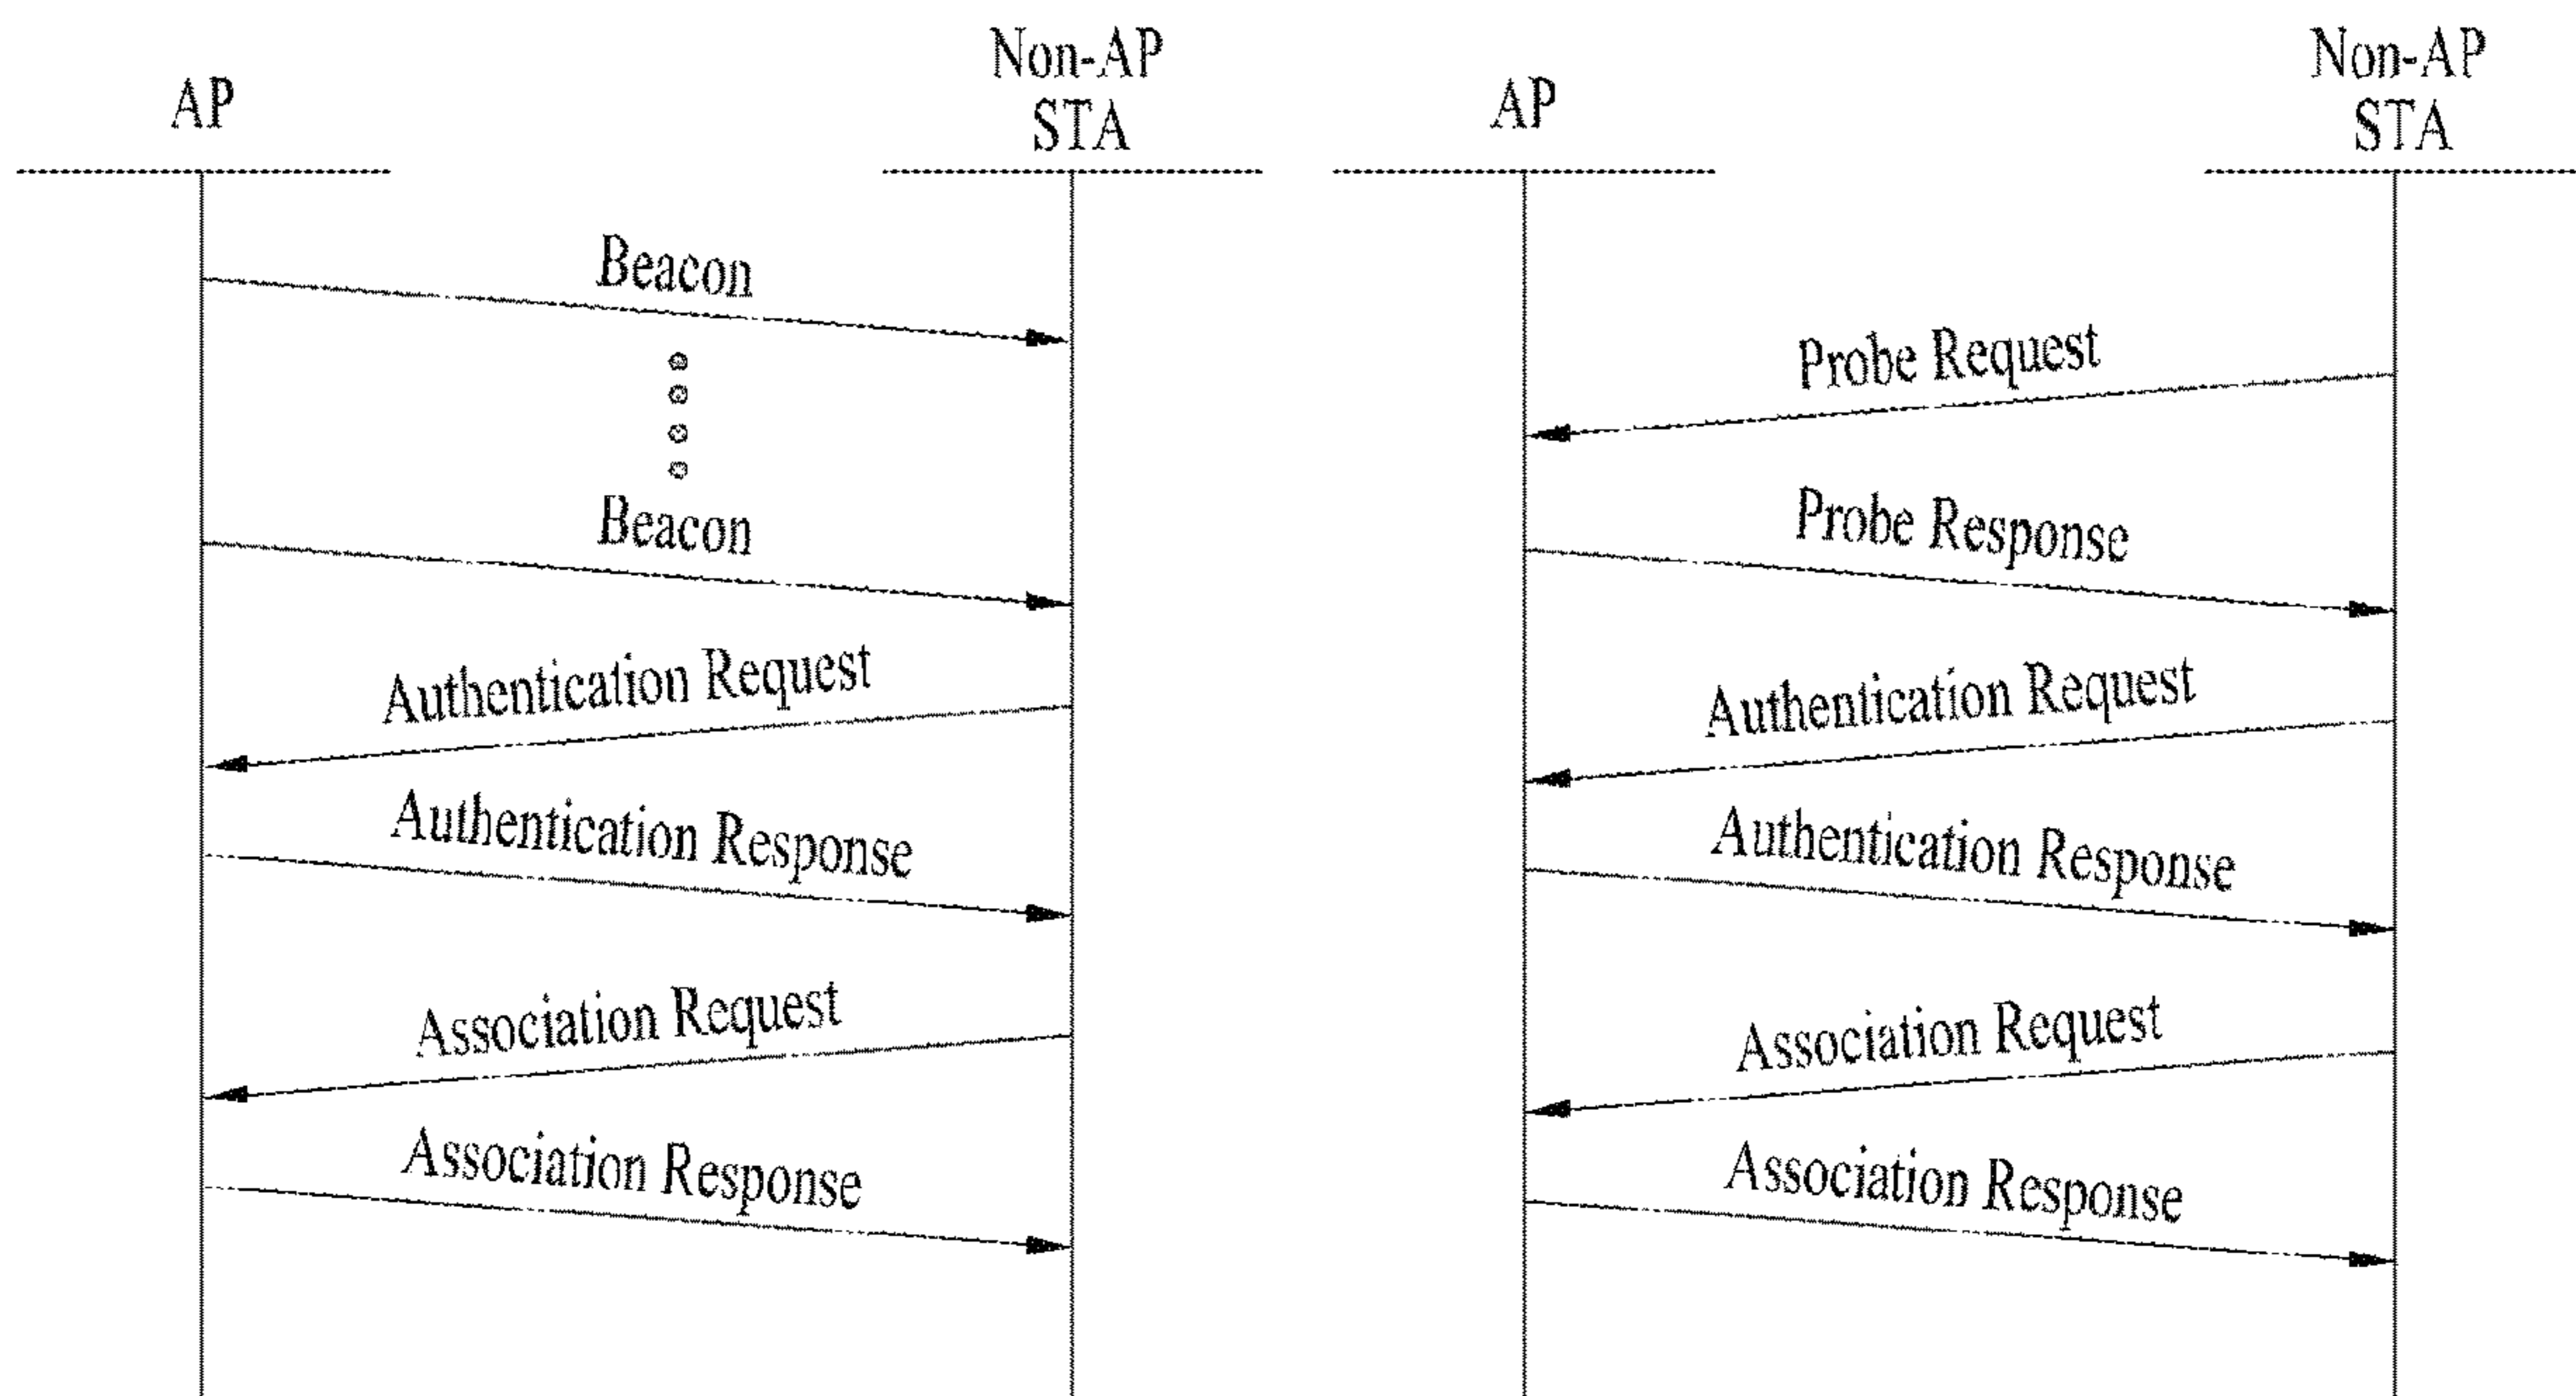 AP
Non-AP
STA
Beacon
Beacon
Authentication Request
Authentication Response
Association Request
Association Response
AP
Non-AP
STA
Probe Request
Probe Response
Authentication Request
Authentication Response
Association Request
Association Response